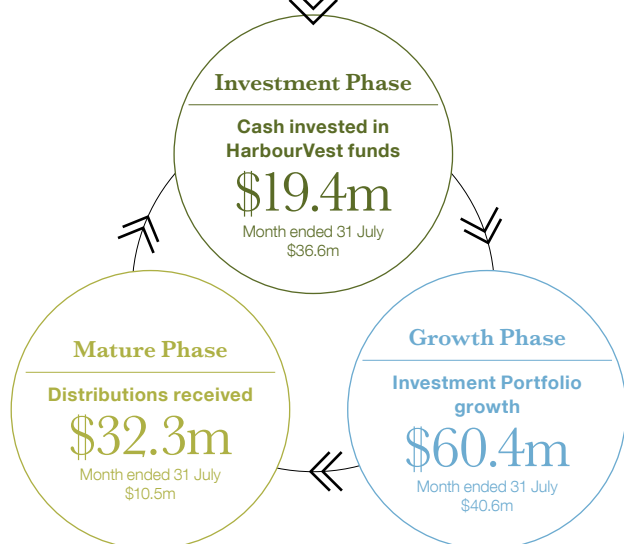 Investment Phase
Cash invested in
HarbourVest funds
$19.4m
Month ended 31 July
$36.6m
Mature Phase
Distributions received
$32.3m
Month ended 31 July
$10.5m
Growth Phase
Investment Portfolio
growth
$60.4m
Month ended 31 July
$40.6m